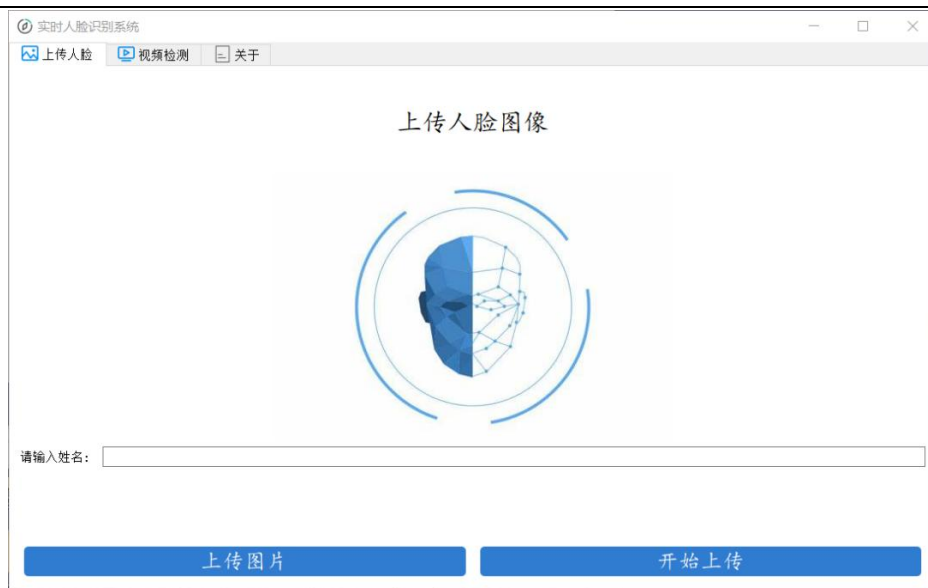 实时人脸识别系统
上传人脸 视频检测 关于
上传人脸图像
请输入姓名:
上传图片 开始上传